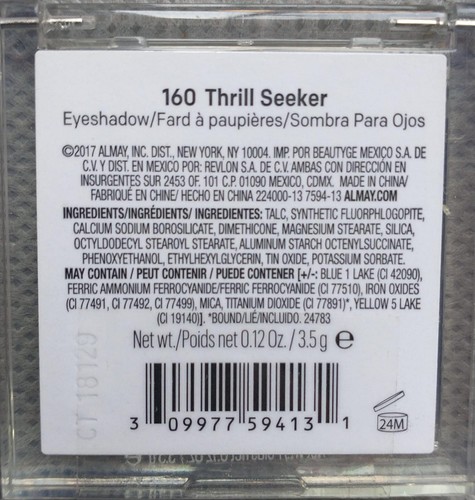 160 Thrill Seeker
Eyeshadow/Fard à paupières/Sombra Para Ojos
©2017 ALMAY, INC. DIST., NEW YORK, NY 10004. IMP. POR BEAUTYGE MEXICO S.A. DE
C.V. Y DIST. EN MEXICO POR: REVLON S.A. DE C.V. AMBAS CON DIRECCIÓN EN
INSURGENTES SUR 2453 OF. 101 C.P. 01090 MEXICO, CDMX. MADE IN CHINA/
FABRIQUÉ EN CHINE/ HECHO EN CHINA 224000-13 7594-13 ALMAY.COM
INGREDIENTS/INGRÉDIENTS/ INGREDIENTES: TALC, SYNTHETIC FLUORPHLOGOPITE,
CALCIUM SODIUM BOROSILICATE, DIMETHICONE, MAGNESIUM STEARATE, SILICA,
OCTYLDODECYL STEAROYL STEARATE, ALUMINUM STARCH OCTENYLSUCCINATE,
PHENOXYETHANOL, ETHYLHEXYLGLYCERIN, TIN OXIDE, POTASSIUM SORBATE.
MAY CONTAIN / PEUT CONTENIR / PUEDE CONTENER [+/-: BLUE 1 LAKE (CI 42090),
FERRIC AMMONIUM FERROCYANIDE/FERRIC FERROCYANIDE (CI 77510), IRON OXIDES
(CI 77491, CI 77492, CI 77499), MICA, TITANIUM DIOXIDE (CI 77891)*, YELLOW 5 LAKE
(CI 19140)]. *BOUND/LIÉ/INCLUIDO. 24783
Net wt./Poids net 0.12 Oz. / 3.5 g e
CT 18129
3 09977 59413 1
24M